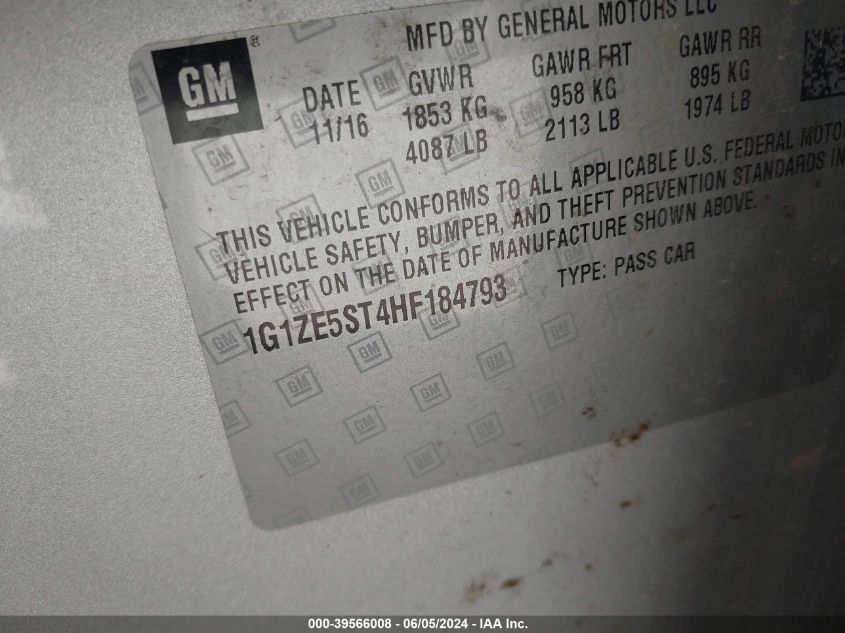 GM ®
MFD BY GENERAL MOTORS LLC
DATE GVWR GAWR FRT GAWR RR
11/16 1853 KG 958 KG 895 KG
4087 LB 2113 LB 1974 LB
THIS VEHICLE CONFORMS TO ALL APPLICABLE U.S. FEDERAL MOTO
VEHICLE SAFETY, BUMPER, AND THEFT PREVENTION STANDARDS IN
EFFECT ON THE DATE OF MANUFACTURE SHOWN ABOVE.
1G1ZE5ST4HF184793 TYPE: PASS CAR
000-39566008 - 06/05/2024 - IAA Inc.